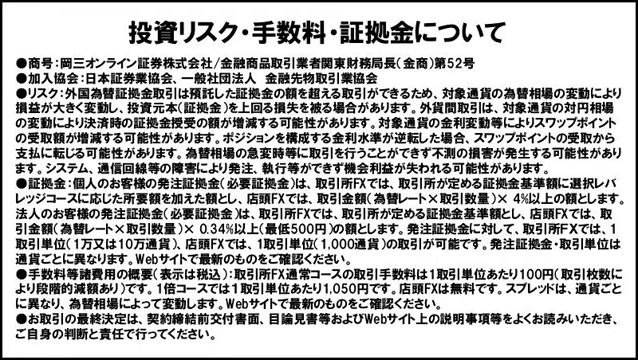 投資リスク・手数料・証拠金について
●商号：岡三オンライン証券株式会社/金融商品取引業者関東財務局長（金商）第52号
●加入協会：日本証券業協会、一般社団法人 金融先物取引業協会
●リスク：外国為替証拠金取引は預託した証拠金の額を超える取引ができるため、対象通貨の為替相場の変動により
損益が大きく変動し、投資元本（証拠金）を上回る損失を被る場合があります。外貨間取引は、対象通貨の対円相場
の変動により決済時の証拠金授受の額が増減する可能性があります。対象通貨の金利変動等によりスワップポイント
の受取額が増減する可能性があります。ポジションを構成する金利水準が逆転した場合、スワップポイントの受取から
支払に転じる可能性があります。為替相場の急変時等に取引を行うことができず不測の損害が発生する可能性があり
ます。システム、通信回線等の障害により発注、執行等ができず機会利益が失われる可能性があります。
●証拠金：個人のお客様の発注証拠金（必要証拠金）は、取引所FXでは、取引所が定める証拠金基準額に選択レバ
レッジコースに応じた所要額を加えた額とし、店頭FXでは、取引金額（為替レート×取引数量）× 4%以上の額とします。
法人のお客様の発注証拠金（必要証拠金）は、取引所FXでは、取引所が定める証拠金基準額とし、店頭FXでは、取
引金額（為替レート×取引数量）× 0.34%以上（最低500円）の額とします。発注証拠金に対して、取引所FXでは、1
取引単位（1万又は10万通貨）、店頭FXでは、1取引単位（1,000通貨）の取引が可能です。発注証拠金・取引単位は
通貨ごとに異なります。Webサイトで最新のものをご確認ください。
●手数料等諸費用の概要（表示は税込）：取引所FX通常コースの取引手数料は1取引単位あたり100円（取引枚数に
より段階的減額あり）です。1倍コースでは1取引単位あたり1,050円です。店頭FXは無料です。スプレッドは、通貨ごと
に異なり、為替相場によって変動します。Webサイトで最新のものをご確認ください。
●お取引の最終決定は、契約締結前交付書面、目論見書等およびWebサイト上の説明事項等をよくお読みいただき、
ご自身の判断と責任で行ってください。